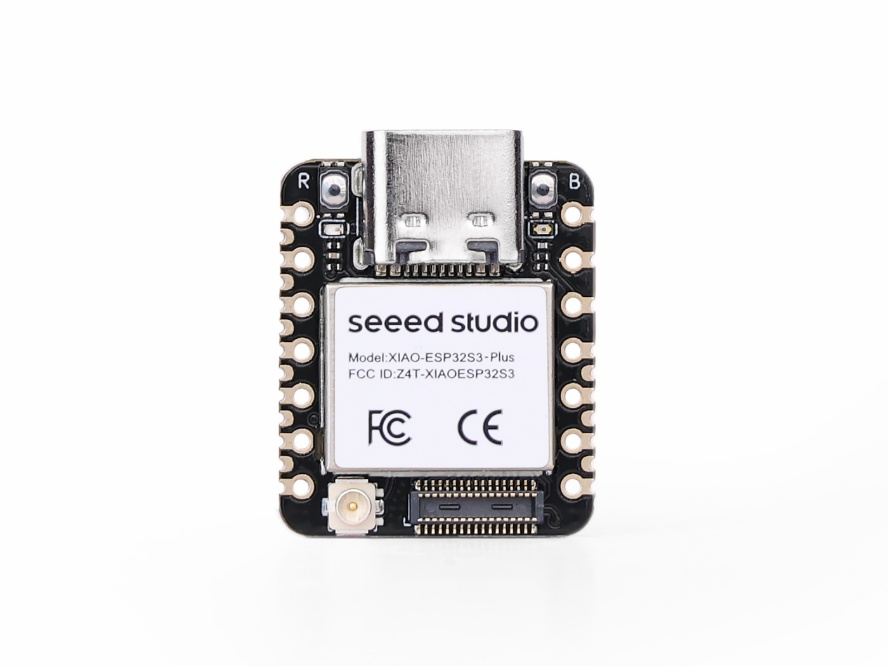 R
B
seeed studio
Model:XIAO-ESP32S3-Plus
FCC ID:Z4T-XIAOESP32S3
FC CE